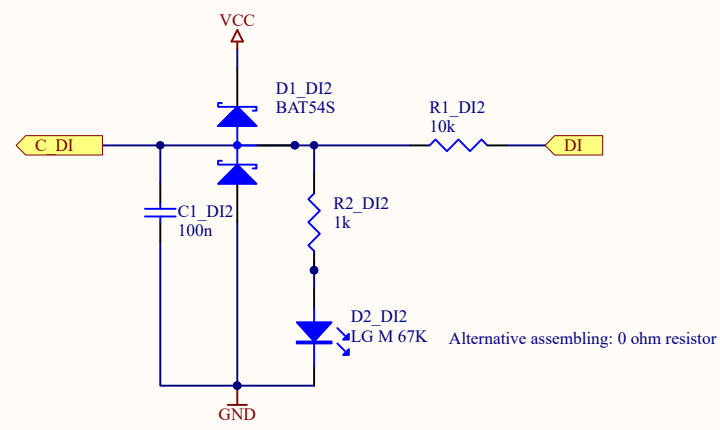 VCC
D1_DI2
BAT54S
R1_DI2
10k
C_DI
DI
C1_DI2
100n
R2_DI2
1k
D2_DI2
LG M 67K
Alternative assembling: 0 ohm resistor
GND